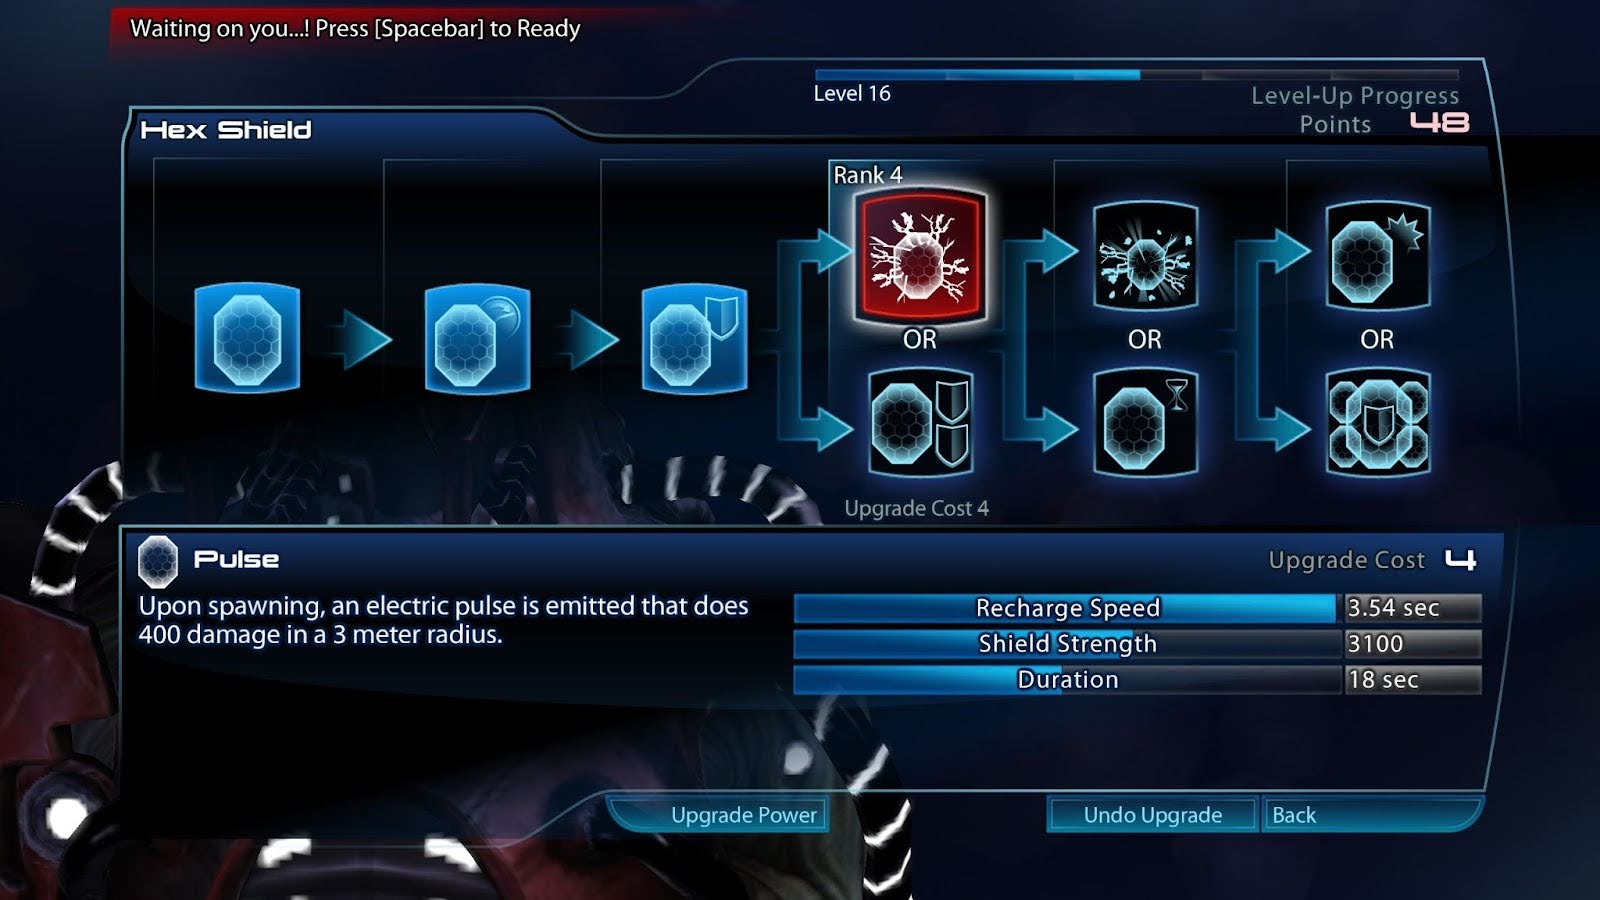 Waiting on you...! Press [Spacebar] to Ready
Level 16
Level-Up Progress
Points 48
Hex Shield
Rank 4
OR
OR
OR
Upgrade Cost 4
Pulse
Upgrade Cost 4
Upon spawning, an electric pulse is emitted that does
400 damage in a 3 meter radius.
Recharge Speed 3.54 sec
Shield Strength 3100
Duration 18 sec
Upgrade Power
Undo Upgrade
Back